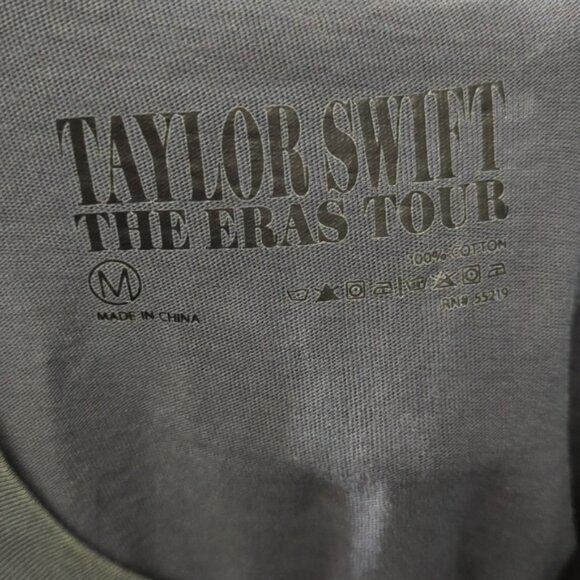 TAYLOR SWIFT
THE ERAS TOUR
100% COTTON
M
RN# 55219
MADE IN CHINA